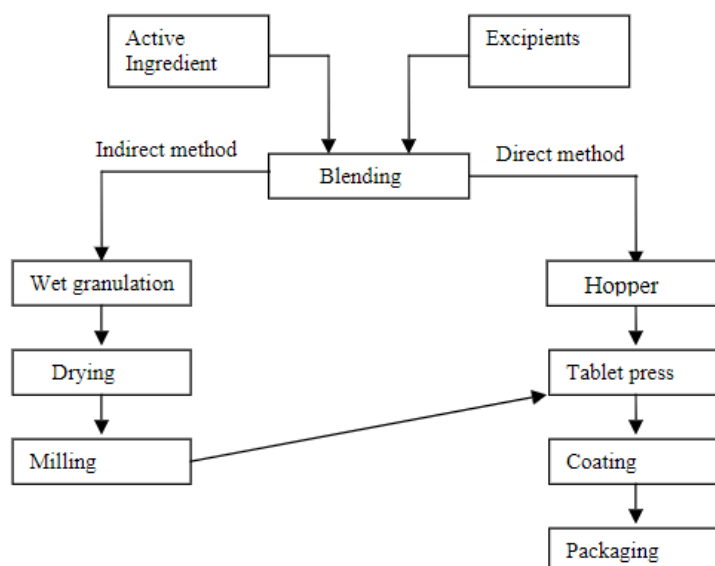 Active
Ingredient
Excipients
Indirect method
Direct method
Blending
Wet granulation
Hopper
Drying
Tablet press
Milling
Coating
Packaging